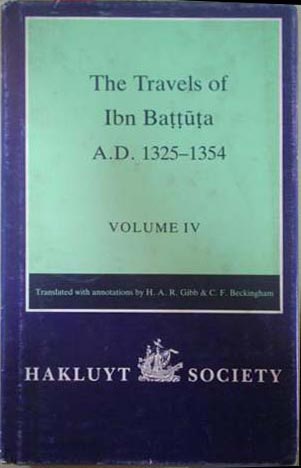 The Travels of
Ibn Baṭṭūṭa
A.D. 1325–1354
VOLUME IV
Translated with annotations by H. A. R. Gibb & C. F. Beckingham
HAKLUYT SOCIETY